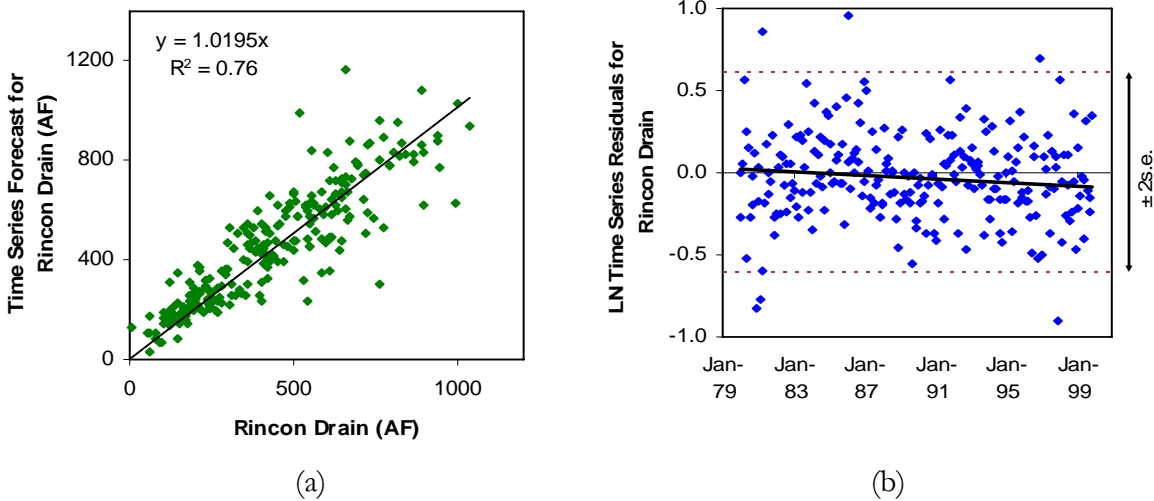 Time Series Forecast for
Rincon Drain (AF)
y = 1.0195x
R² = 0.76
1200
800
400
0
0 500 1000
Rincon Drain (AF)
(a)
LN Time Series Residuals for
Rincon Drain
1.0
0.5
0.0
-0.5
-1.0
Jan- Jan- Jan- Jan- Jan- Jan-
79 83 87 91 95 99
± 2s.e.
(b)